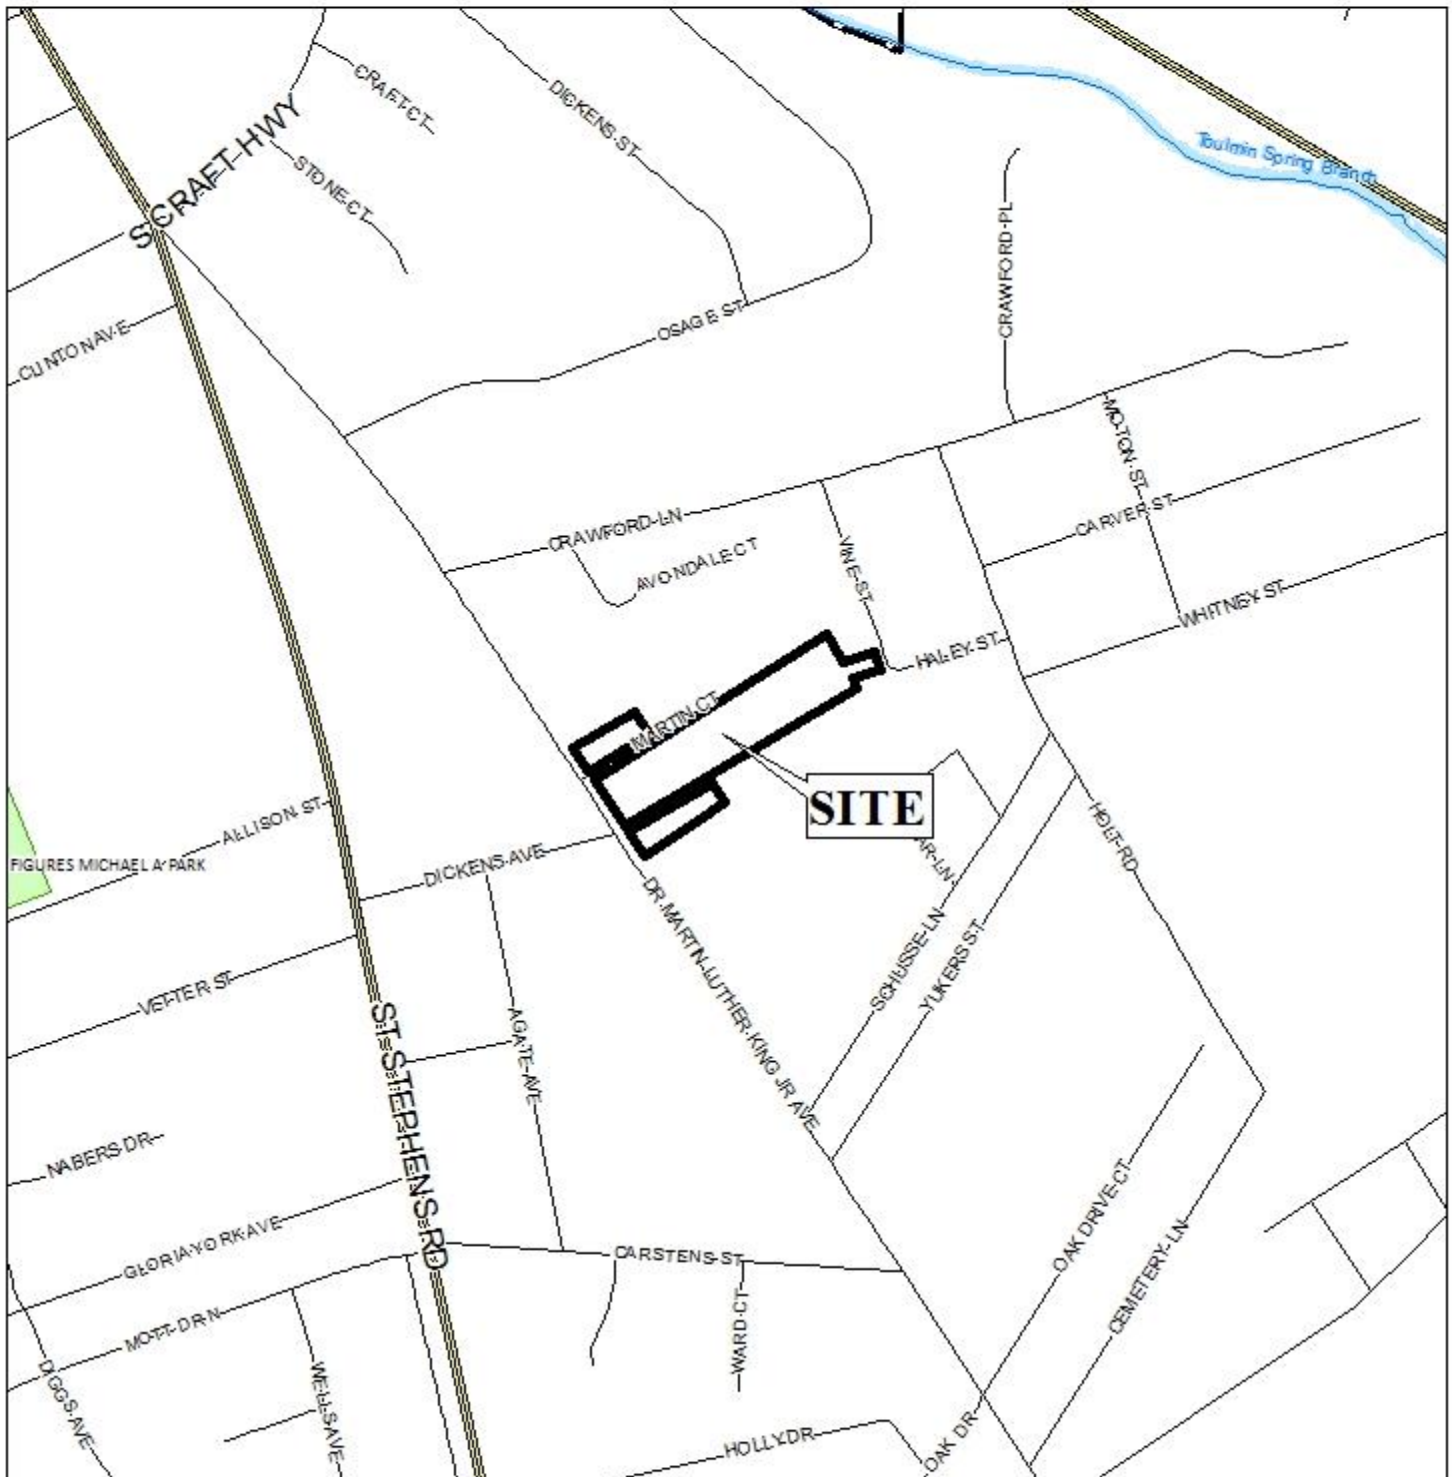 S CRAFT HWY
CRAFT CT
STONE CT
DICKENS ST
Toulmin Spring Branch
CRAWFORD PL
OSAGE ST
CLINTON AVE
MOTON ST
CRAWFORD LN
CARVER ST
AVONDALE CT
VINE ST
WHITNEY ST
HALEY ST
MARTIN CT
SITE
ALLISON ST
HOLT RD
FIGURES MICHAEL A PARK
DICKENS AVE
AR LN
DR MARTIN LUTHER KING JR AVE
SCHUSSE LN
YUKERS ST
VETTER ST
ST STEPHENS RD
AGATE AVE
NABERS DR
GLORIA YORK AVE
CARSTENS ST
OAK DRIVE CT
CEMETERY LN
MOTT DR N
WARD CT
DIGGS AVE
WELLS AVE
HOLLY DR
OAK DR